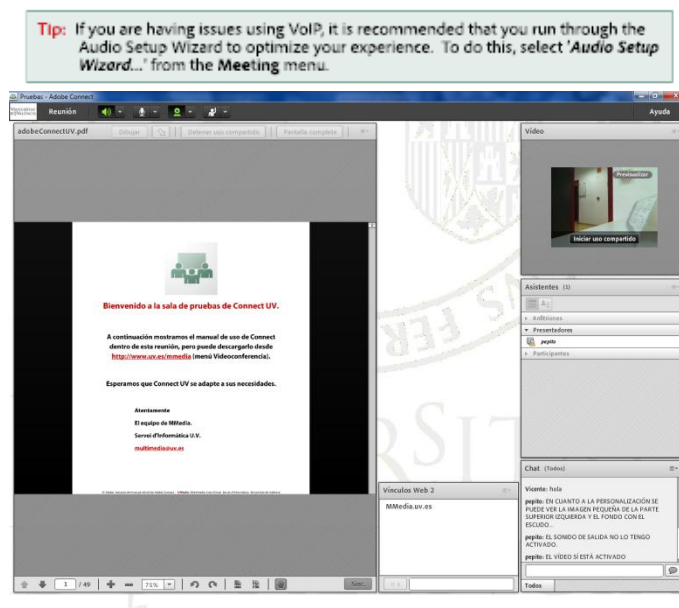 Tip: If you are having issues using VoIP, it is recommended that you run through the
Audio Setup Wizard to optimize your experience. To do this, select 'Audio Setup
Wizard...' from the Meeting menu.
Pruebas - Adobe Connect
Reunión
Ayuda
adobeConnectUV.pdf
Dibujar
Detener uso compartido
Pantalla completa
Bienvenido a la sala de pruebas de Connect UV.
A continuación mostramos el manual de uso de Connect
dentro de esta reunión, pero puede descargarlo desde
http://www.uv.es/mmedia (menú Videoconferencia).
Esperamos que Connect UV se adapte a sus necesidades.
Atentamente
El equipo de MMedia.
Servei d'Informàtica U.V.
multimedia@uv.es
1 / 49
71%
Sinc.
Vínculos Web 2
MMedia.uv.es
Vídeo
Previsualizar
Iniciar uso compartido
Asistentes (1)
Anfitriones
Presentadores
pepito
Participantes
Chat (Todos)
Vicente: hola
pepito: EN CUANTO A LA PERSONALIZACIÓN SE
PUEDE VER LA IMAGEN PEQUEÑA DE LA PARTE
SUPERIOR IZQUIERDA Y EL FONDO CON EL
ESCUDO...
pepito: EL SONIDO DE SALIDA NO LO TENGO
ACTIVADO.
pepito: EL VÍDEO SÍ ESTÁ ACTIVADO
Todos